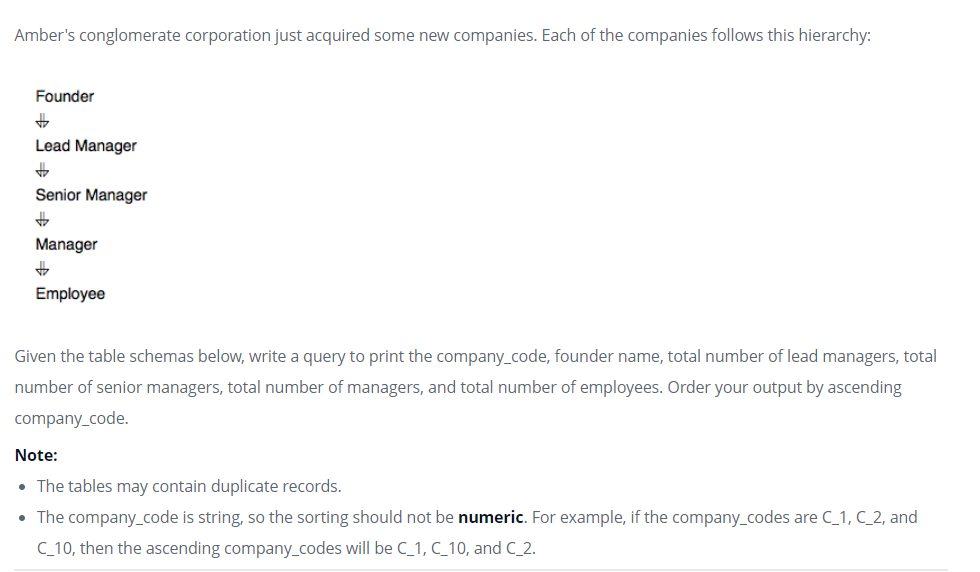 Amber's conglomerate corporation just acquired some new companies. Each of the companies follows this hierarchy:
Founder
Lead Manager
Senior Manager
Manager
Employee
Given the table schemas below, write a query to print the company_code, founder name, total number of lead managers, total
number of senior managers, total number of managers, and total number of employees. Order your output by ascending
company_code.
Note:
• The tables may contain duplicate records.
• The company_code is string, so the sorting should not be numeric. For example, if the company_codes are C_1, C_2, and
C_10, then the ascending company_codes will be C_1, C_10, and C_2.